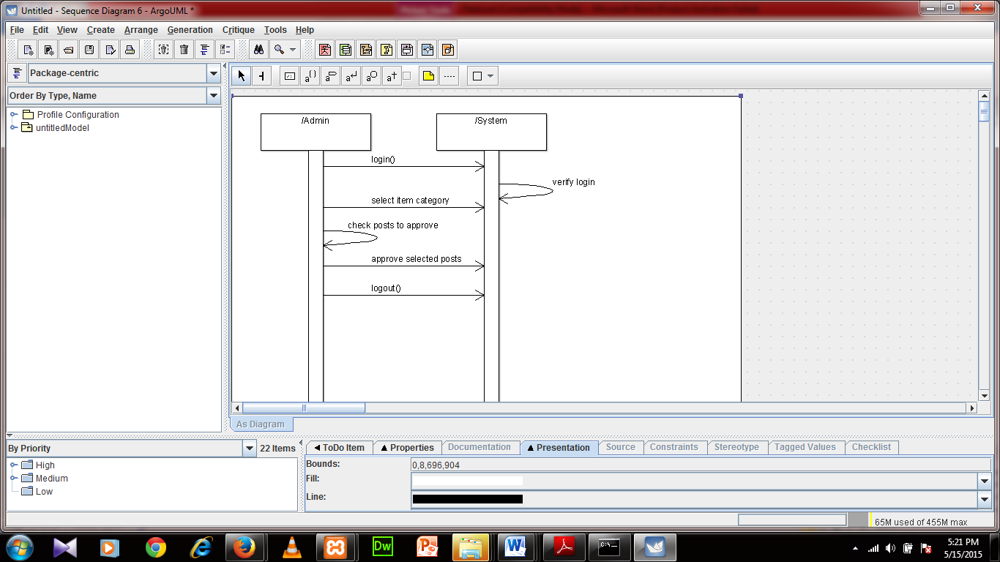 Untitled - Sequence Diagram 6 - ArgoUML *
File Edit View Create Arrange Generation Critique Tools Help
Package-centric
Order By Type, Name
Profile Configuration
untitledModel
/Admin /System
login()
verify login
select item category
check posts to approve
approve selected posts
logout()
As Diagram
By Priority 22 Items
High
Medium
Low
ToDo Item Properties Documentation Presentation Source Constraints Stereotype Tagged Values Checklist
Bounds: 0,8,696,904
Fill:
Line:
65M used of 455M max
Dw
C:\_
5:21 PM
5/15/2015